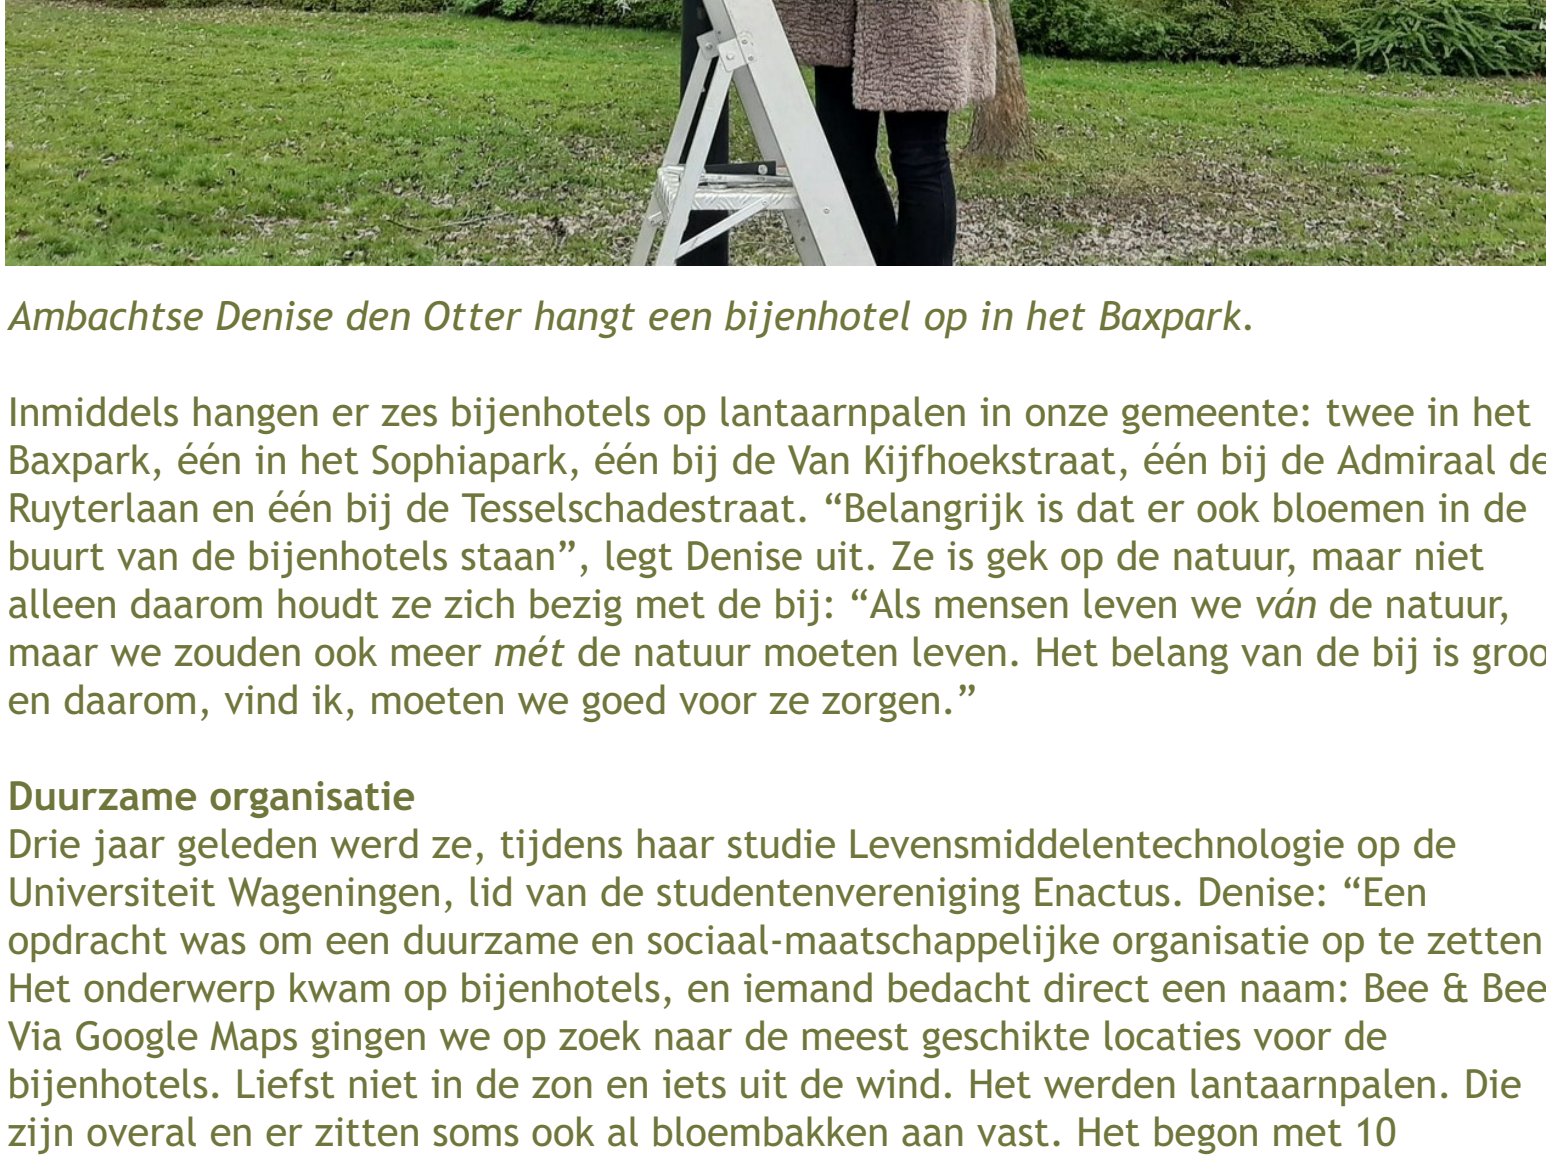 Ambachtse Denise den Otter hangt een bijenhotel op in het Baxpark.
Inmiddels hangen er zes bijenhotels op lantaarnpalen in onze gemeente: twee in het
Baxpark, één in het Sophiapark, één bij de Van Kijfhoekstraat, één bij de Admiraal de
Ruyterlaan en één bij de Tesselschadestraat. “Belangrijk is dat er ook bloemen in de
buurt van de bijenhotels staan”, legt Denise uit. Ze is gek op de natuur, maar niet
alleen daarom houdt ze zich bezig met de bij: “Als mensen leven we ván de natuur,
maar we zouden ook meer mét de natuur moeten leven. Het belang van de bij is groo
en daarom, vind ik, moeten we goed voor ze zorgen.”
Duurzame organisatie
Drie jaar geleden werd ze, tijdens haar studie Levensmiddelentechnologie op de
Universiteit Wageningen, lid van de studentenvereniging Enactus. Denise: “Een
opdracht was om een duurzame en sociaal-maatschappelijke organisatie op te zetten
Het onderwerp kwam op bijenhotels, en iemand bedacht direct een naam: Bee & Bee
Via Google Maps gingen we op zoek naar de meest geschikte locaties voor de
bijenhotels. Liefst niet in de zon en iets uit de wind. Het werden lantaarnpalen. Die
zijn overal en er zitten soms ook al bloembakken aan vast. Het begon met 10